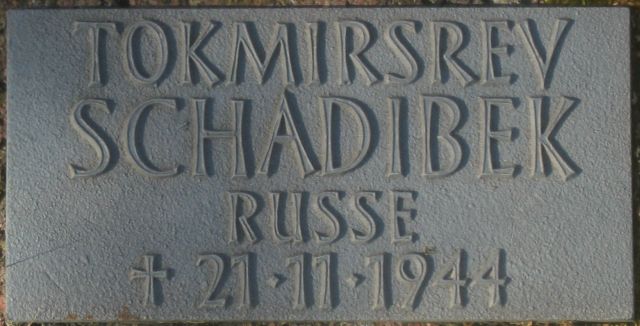 TOKMIRSREV
SCHADIBEK
RUSSE
† 21·11·1944